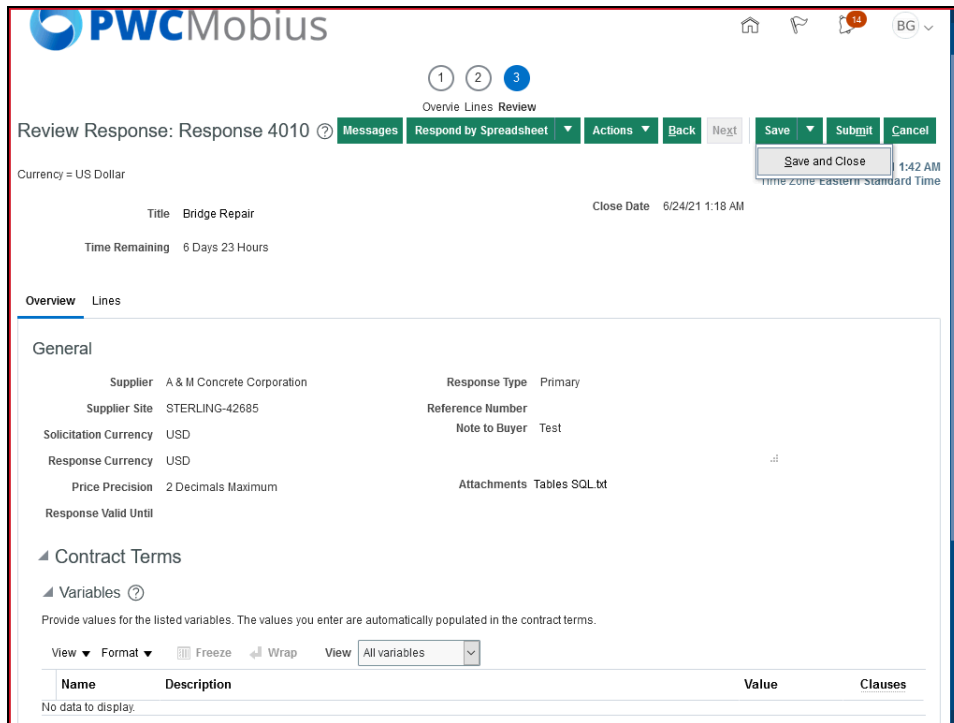 PWCMobius
14
BG
1 2 3
Overvie Lines Review
Review Response: Response 4010 ? Messages Respond by Spreadsheet Actions Back Next Save Submit Cancel
Save and Close
Currency = US Dollar
1:42 AM
Time Zone Eastern Standard Time
Title Bridge Repair
Close Date 6/24/21 1:18 AM
Time Remaining 6 Days 23 Hours
Overview Lines
General
Supplier A & M Concrete Corporation
Response Type Primary
Supplier Site STERLING-42685
Reference Number
Solicitation Currency USD
Note to Buyer Test
Response Currency USD
Price Precision 2 Decimals Maximum
Attachments Tables SQL.txt
Response Valid Until
Contract Terms
Variables ?
Provide values for the listed variables. The values you enter are automatically populated in the contract terms.
View Format Freeze Wrap View All variables
Name Description Value Clauses
No data to display.